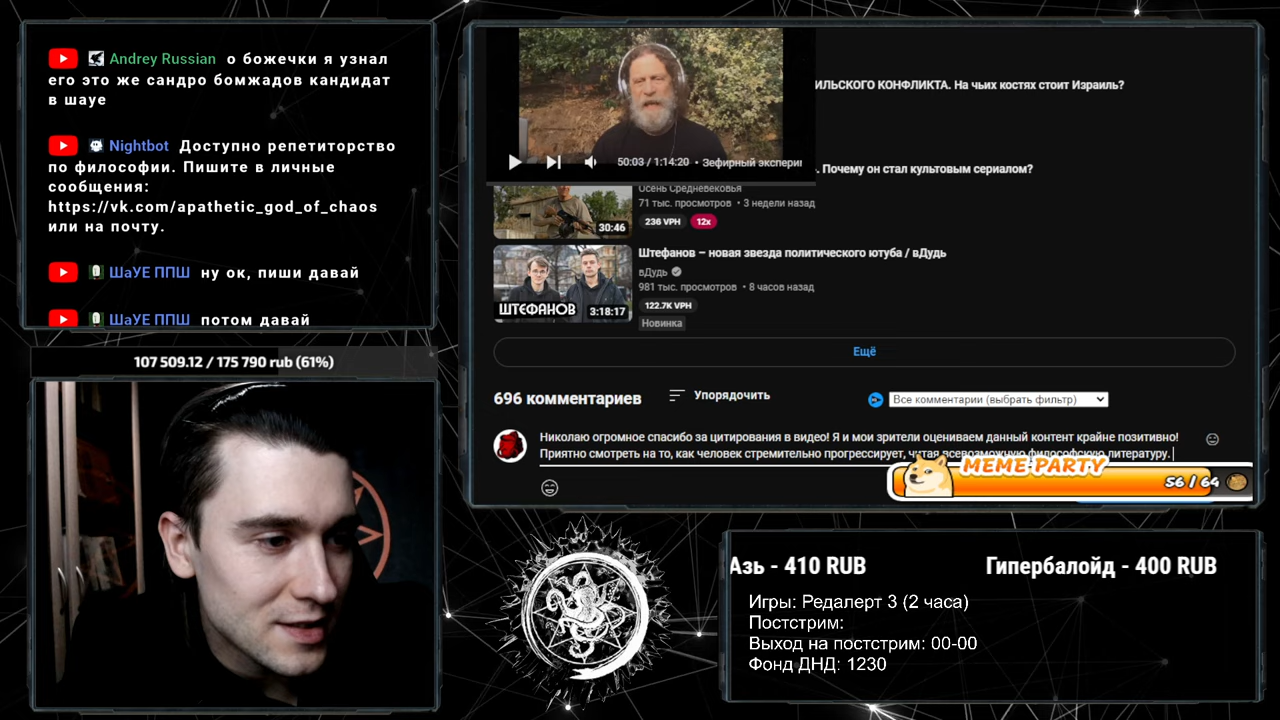 Andrey Russian о божечки я узнал
его это же сандро бомжадов кандидат
в шауе
Nightbot Доступно репетиторство
по философии. Пишите в личные
сообщения:
https://vk.com/apathetic_god_of_chaos
или на почту.
ШаУЕ ППШ ну ок, пиши давай
ШаУЕ ППШ потом давай
107 509.12 / 175 790 rub (61%)
ИЛЬСКОГО КОНФЛИКТА. На чьих костях стоит Израиль?
50:03 / 1:14:20 • Зефирный экспери
. Почему он стал культовым сериалом?
Осень Средневековья
71 тыс. просмотров • 3 недели назад
236 VPH 12x
30:46
Штефанов – новая звезда политического ютуба / вДудь
вДудь
981 тыс. просмотров • 8 часов назад
122.7K VPH
ШТЕФАНОВ 3:18:17
Новинка
Ещё
696 комментариев Упорядочить Все комментарии (выбрать фильтр)
Николаю огромное спасибо за цитирования в видео! Я и мои зрители оцениваем данный контент крайне позитивно!
Приятно смотреть на то, как человек стремительно прогрессирует, читая всевозможную философскую литературу.
MEME PARTY
56 / 64
Азь - 410 RUB Гипербалойд - 400 RUB
Игры: Редалерт 3 (2 часа)
Постстрим:
Выход на постстрим: 00-00
Фонд ДНД: 1230